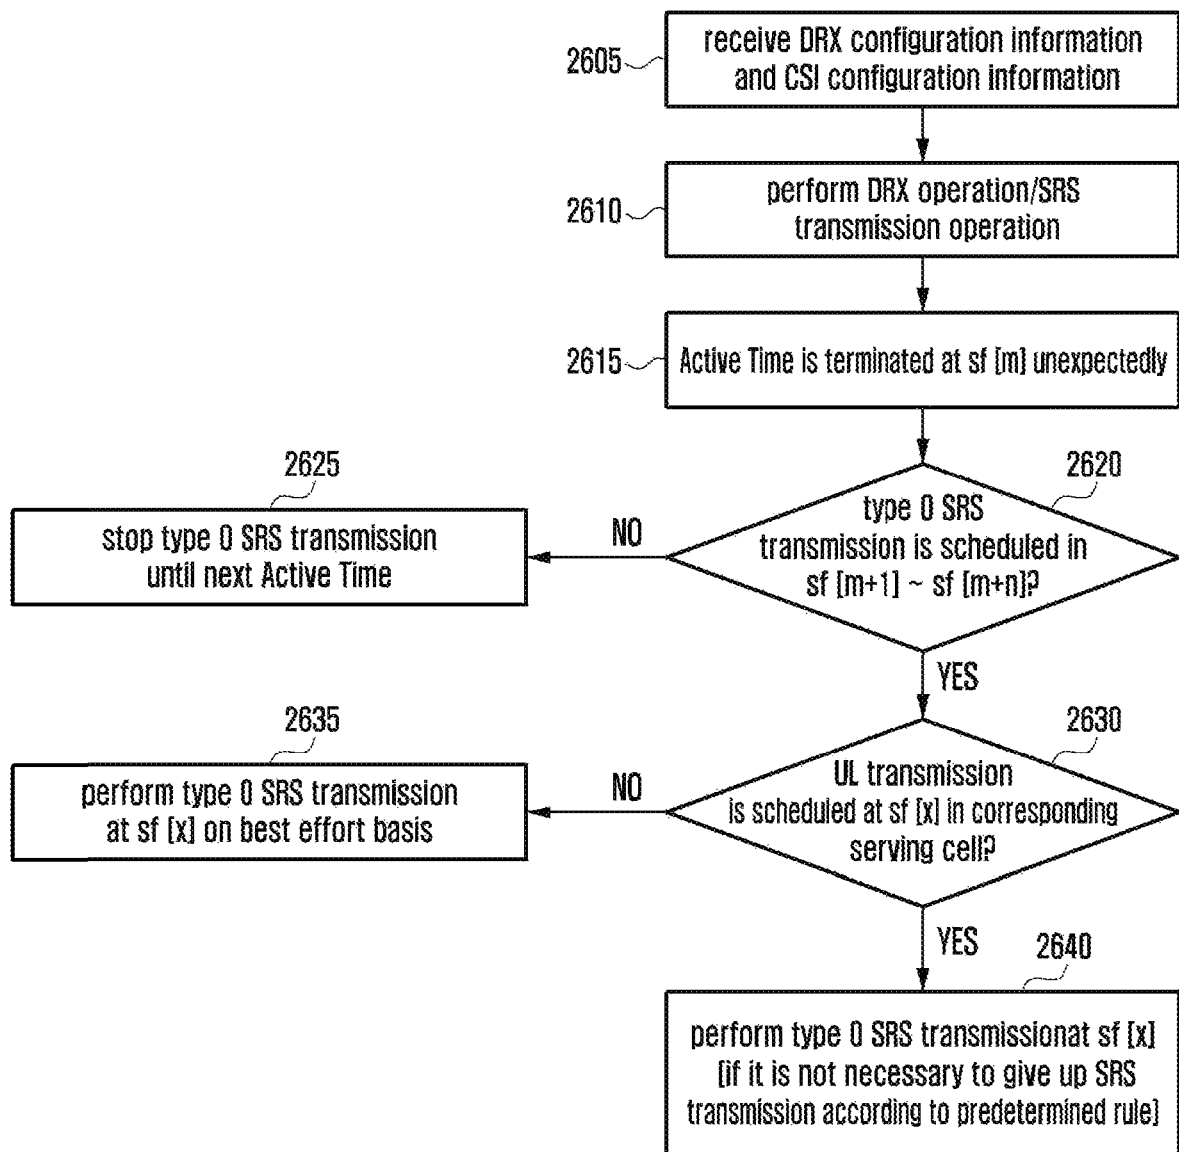 2605
receive DRX configuration information
and CSI configuration information
2610
perform DRX operation/SRS
transmission operation
2615
Active Time is terminated at sf [m] unexpectedly
2620
type 0 SRS
transmission is scheduled in
sf [m+1] ~ sf [m+n]?
NO
2625
stop type 0 SRS transmission
until next Active Time
YES
2630
UL transmission
is scheduled at sf [x] in corresponding
serving cell?
NO
2635
perform type 0 SRS transmission
at sf [x] on best effort basis
YES
2640
perform type 0 SRS transmissionat sf [x]
[if it is not necessary to give up SRS
transmission according to predetermined rule]